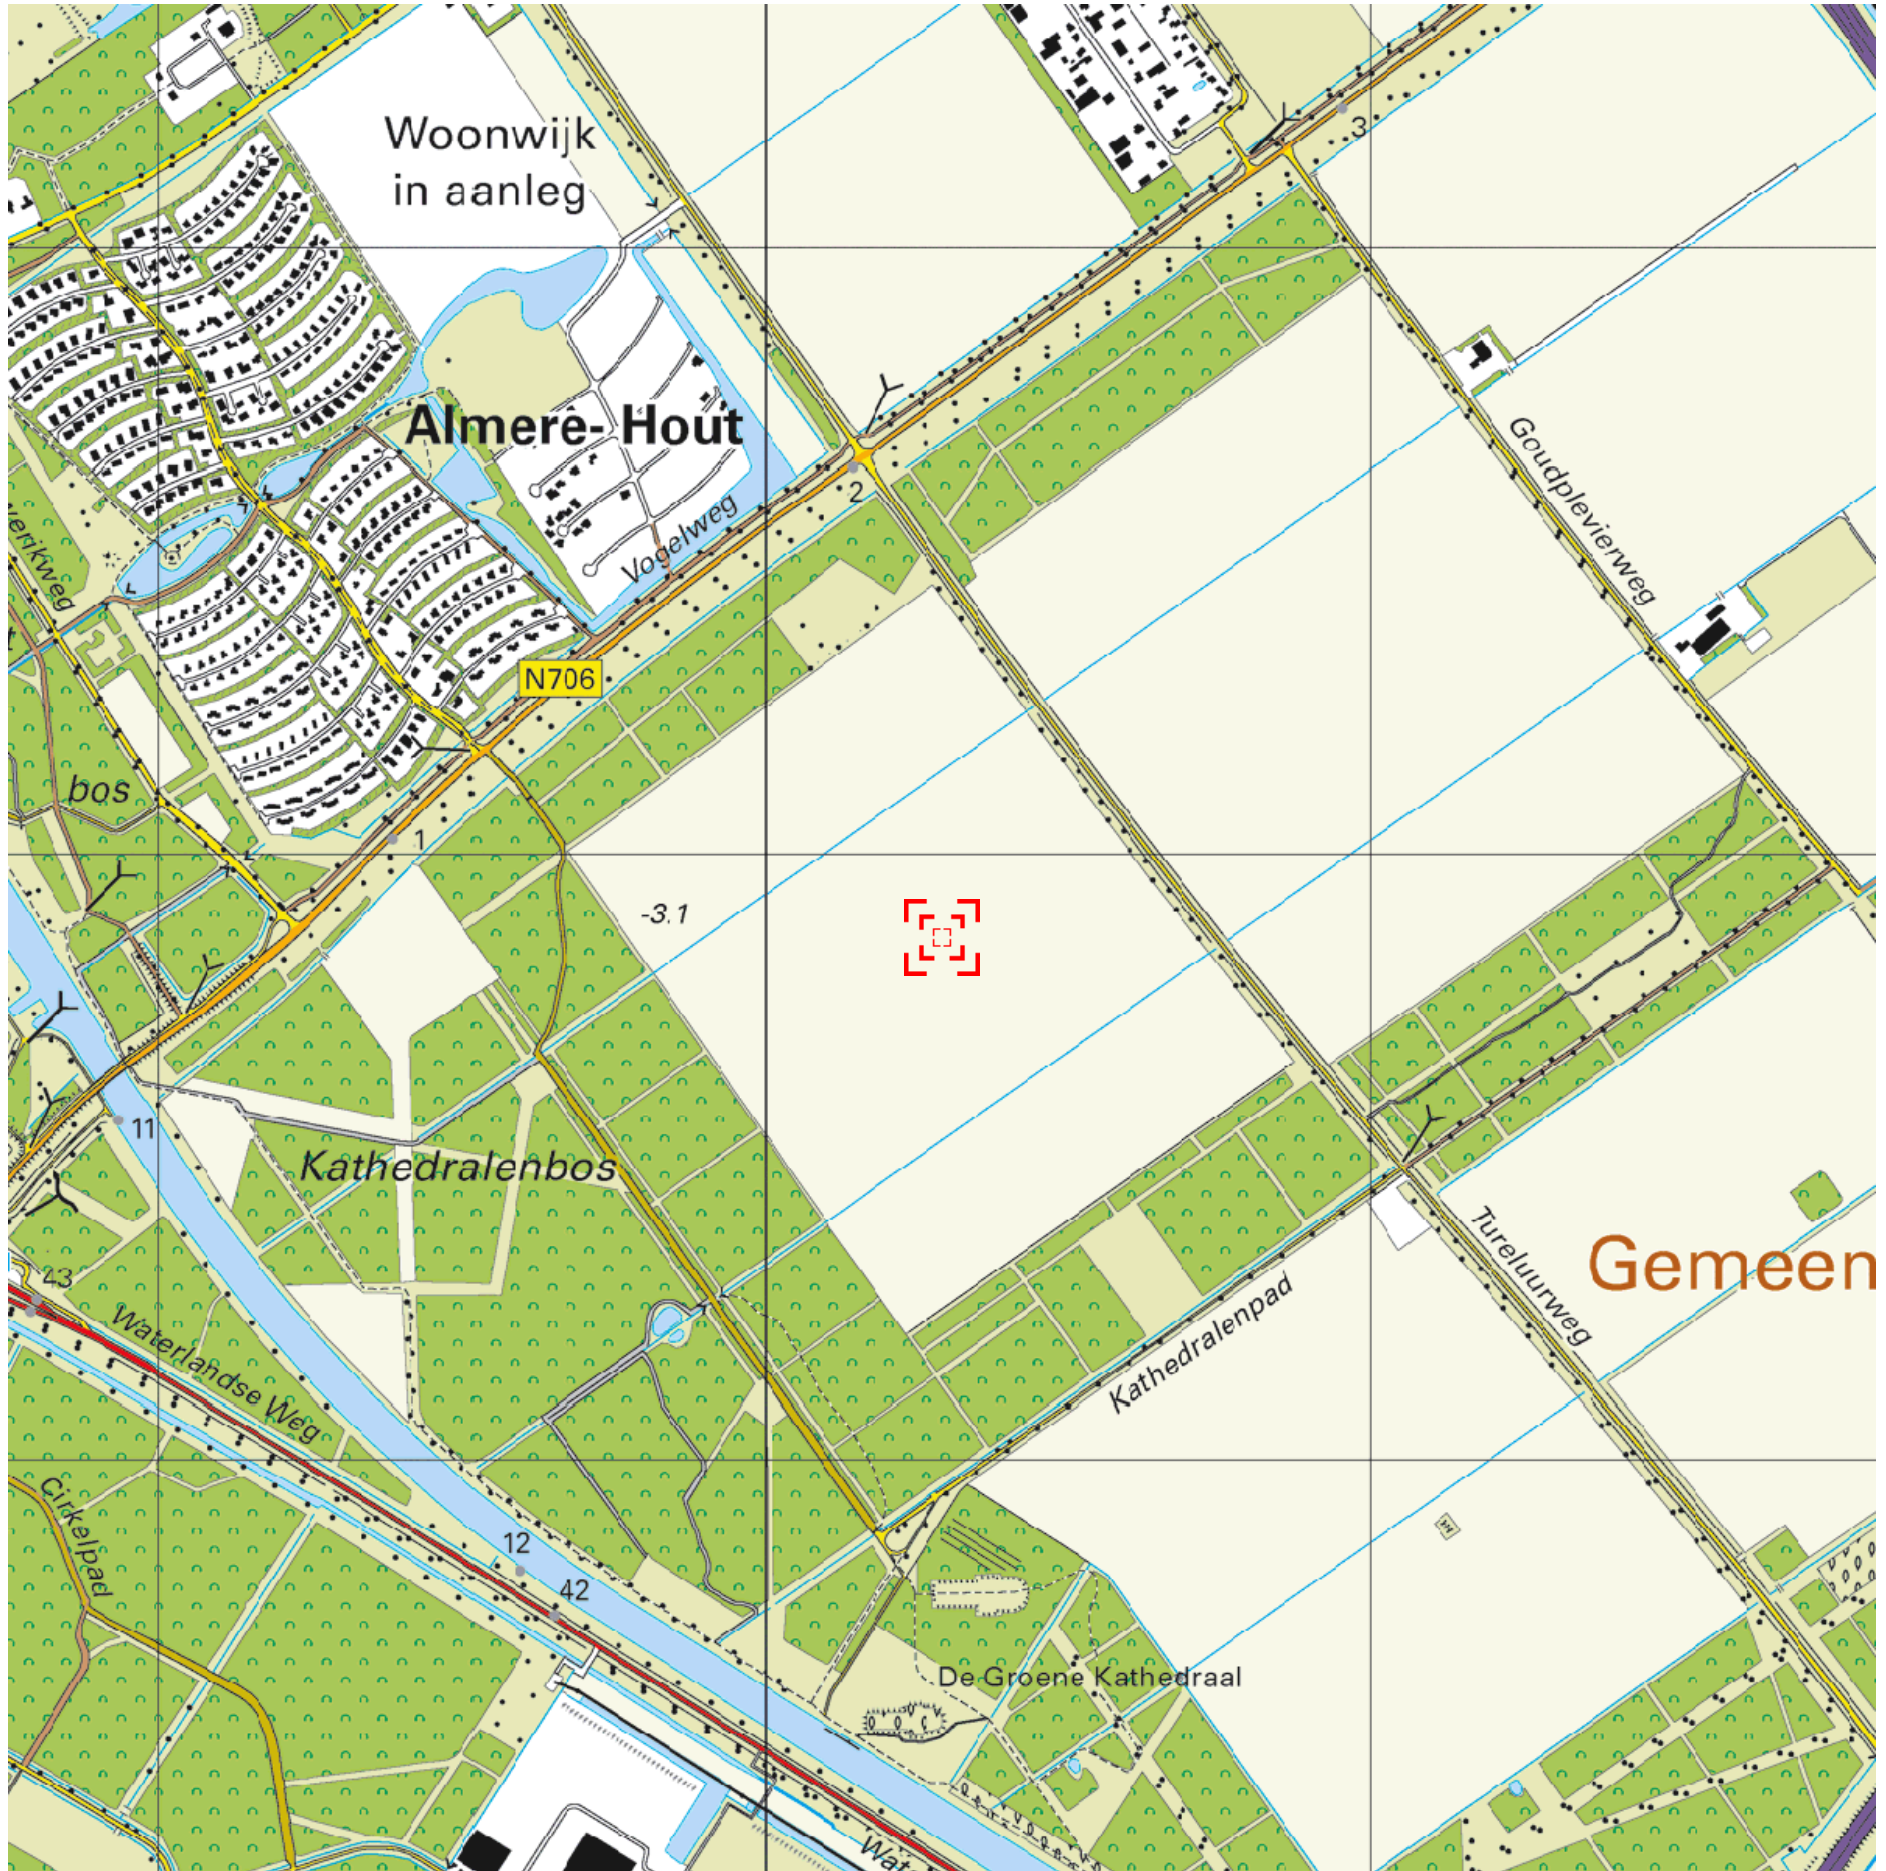 Woonwijk
in aanleg
3
Almere- Hout
2
Vogelweg
Goudplevierweg
N706
bos
1
-3.1
11
Kathedralenbos
Tureluurweg
Gemeen
43
Waterlandse Weg
Kathedralenpad
Cirkelpad
12
42
De Groene Kathedraal
Wate